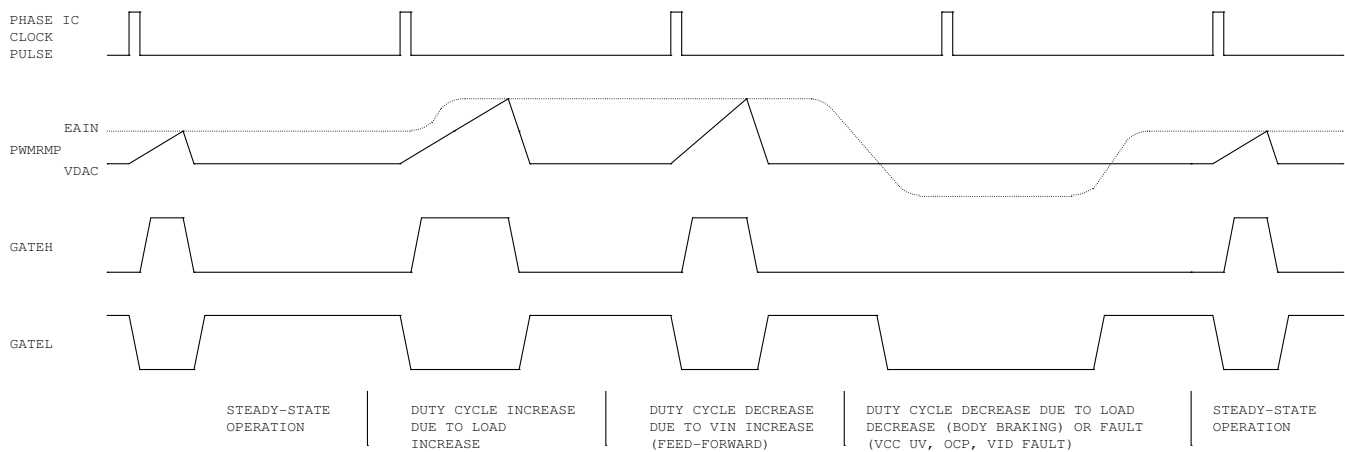 PHASE IC
CLOCK
PULSE
EAIN
PWMRMP
VDAC
GATEH
GATEL
STEADY-STATE
OPERATION
DUTY CYCLE INCREASE
DUE TO LOAD
INCREASE
DUTY CYCLE DECREASE
DUE TO VIN INCREASE
(FEED-FORWARD)
DUTY CYCLE DECREASE DUE TO LOAD
DECREASE (BODY BRAKING) OR FAULT
(VCC UV, OCP, VID FAULT)
STEADY-STATE
OPERATION